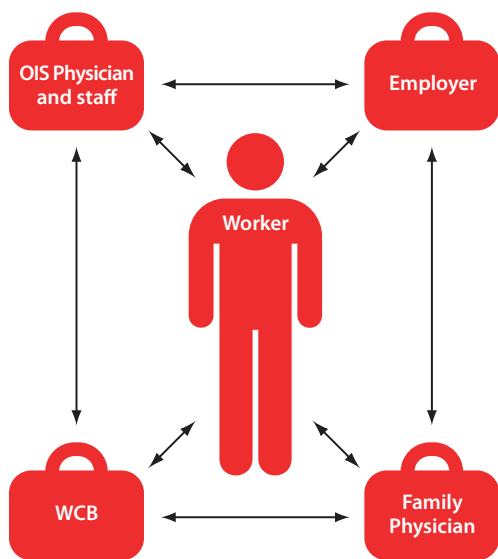 OIS Physician
and staff
Employer
Worker
WCB
Family
Physician